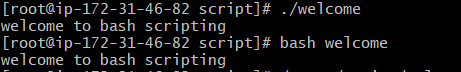 [root@ip-172-31-46-82 script]# ./welcome
welcome to bash scripting
[root@ip-172-31-46-82 script]# bash welcome
welcome to bash scripting